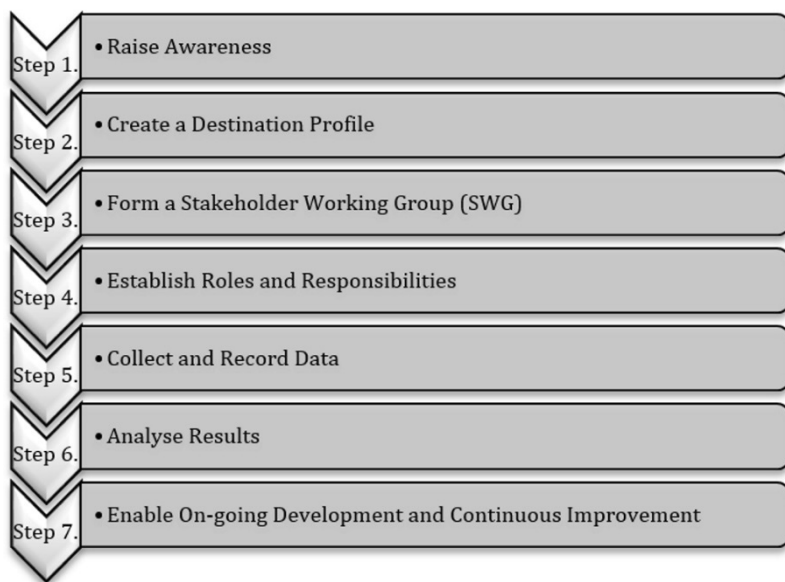 Step 1.
• Raise Awareness
Step 2.
• Create a Destination Profile
Step 3.
• Form a Stakeholder Working Group (SWG)
Step 4.
• Establish Roles and Responsibilities
Step 5.
• Collect and Record Data
Step 6.
• Analyse Results
Step 7.
• Enable On-going Development and Continuous Improvement